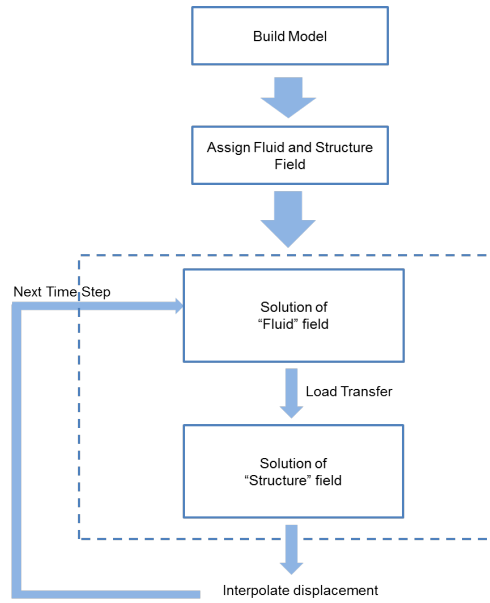 Build Model
Assign Fluid and Structure
Field
Next Time Step
Solution of
“Fluid” field
Load Transfer
Solution of
“Structure” field
Interpolate displacement